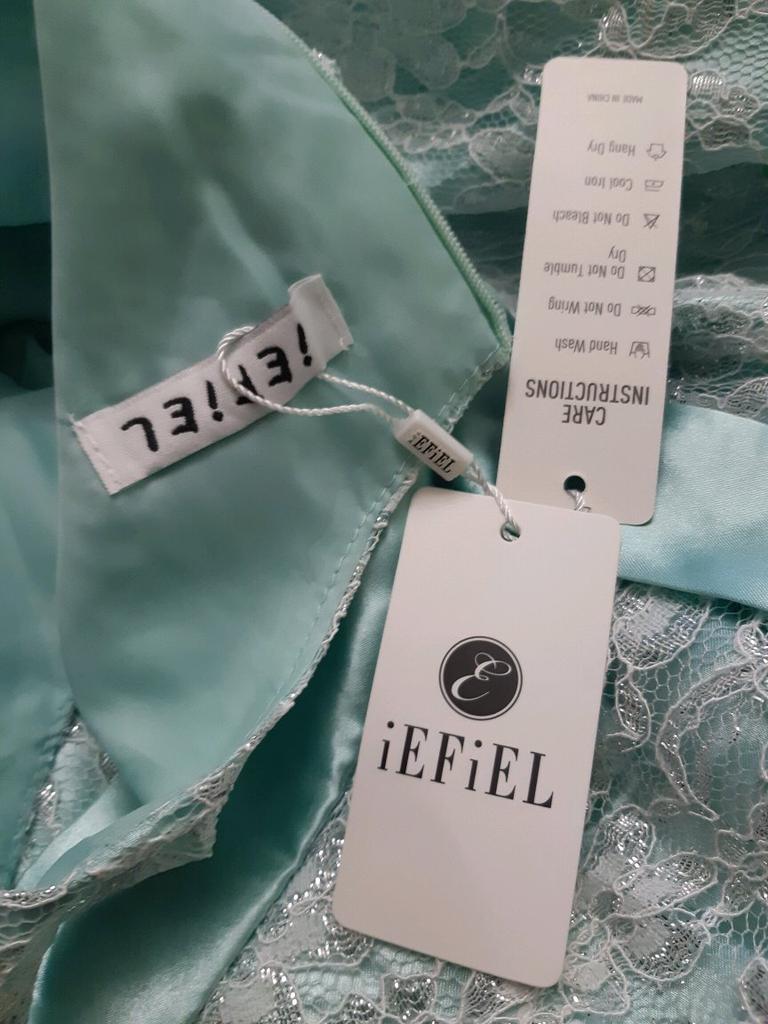 iEFiEL
iEFiEL
E
iEFiEL
CARE
INSTRUCTIONS
Hand Wash
Do Not Wring
Do Not Tumble
Dry
Do Not Bleach
Cool Iron
Hang Dry
MADE IN CHINA